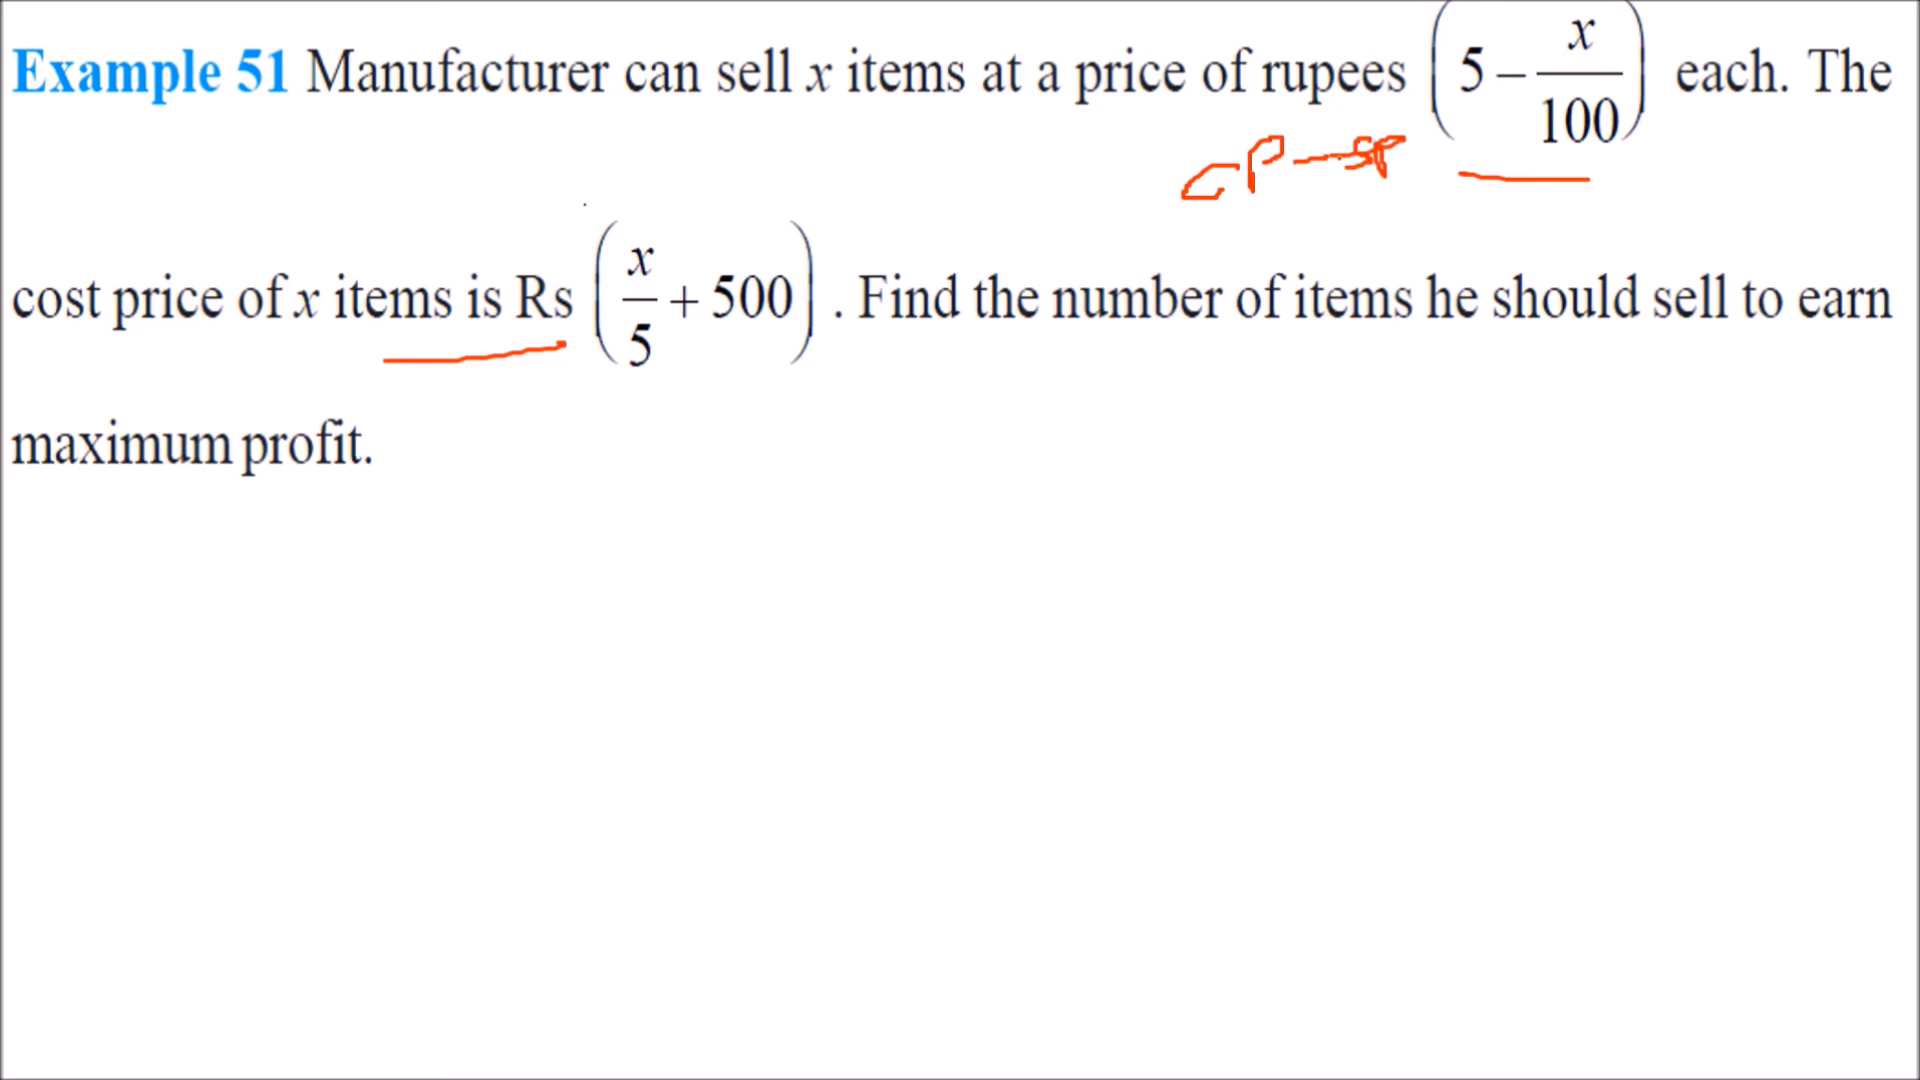 Example 51 Manufacturer can sell x items at a price of rupees (5 – x/100) each. The
CP – SP
cost price of x items is Rs (x/5 + 500) . Find the number of items he should sell to earn
maximum profit.